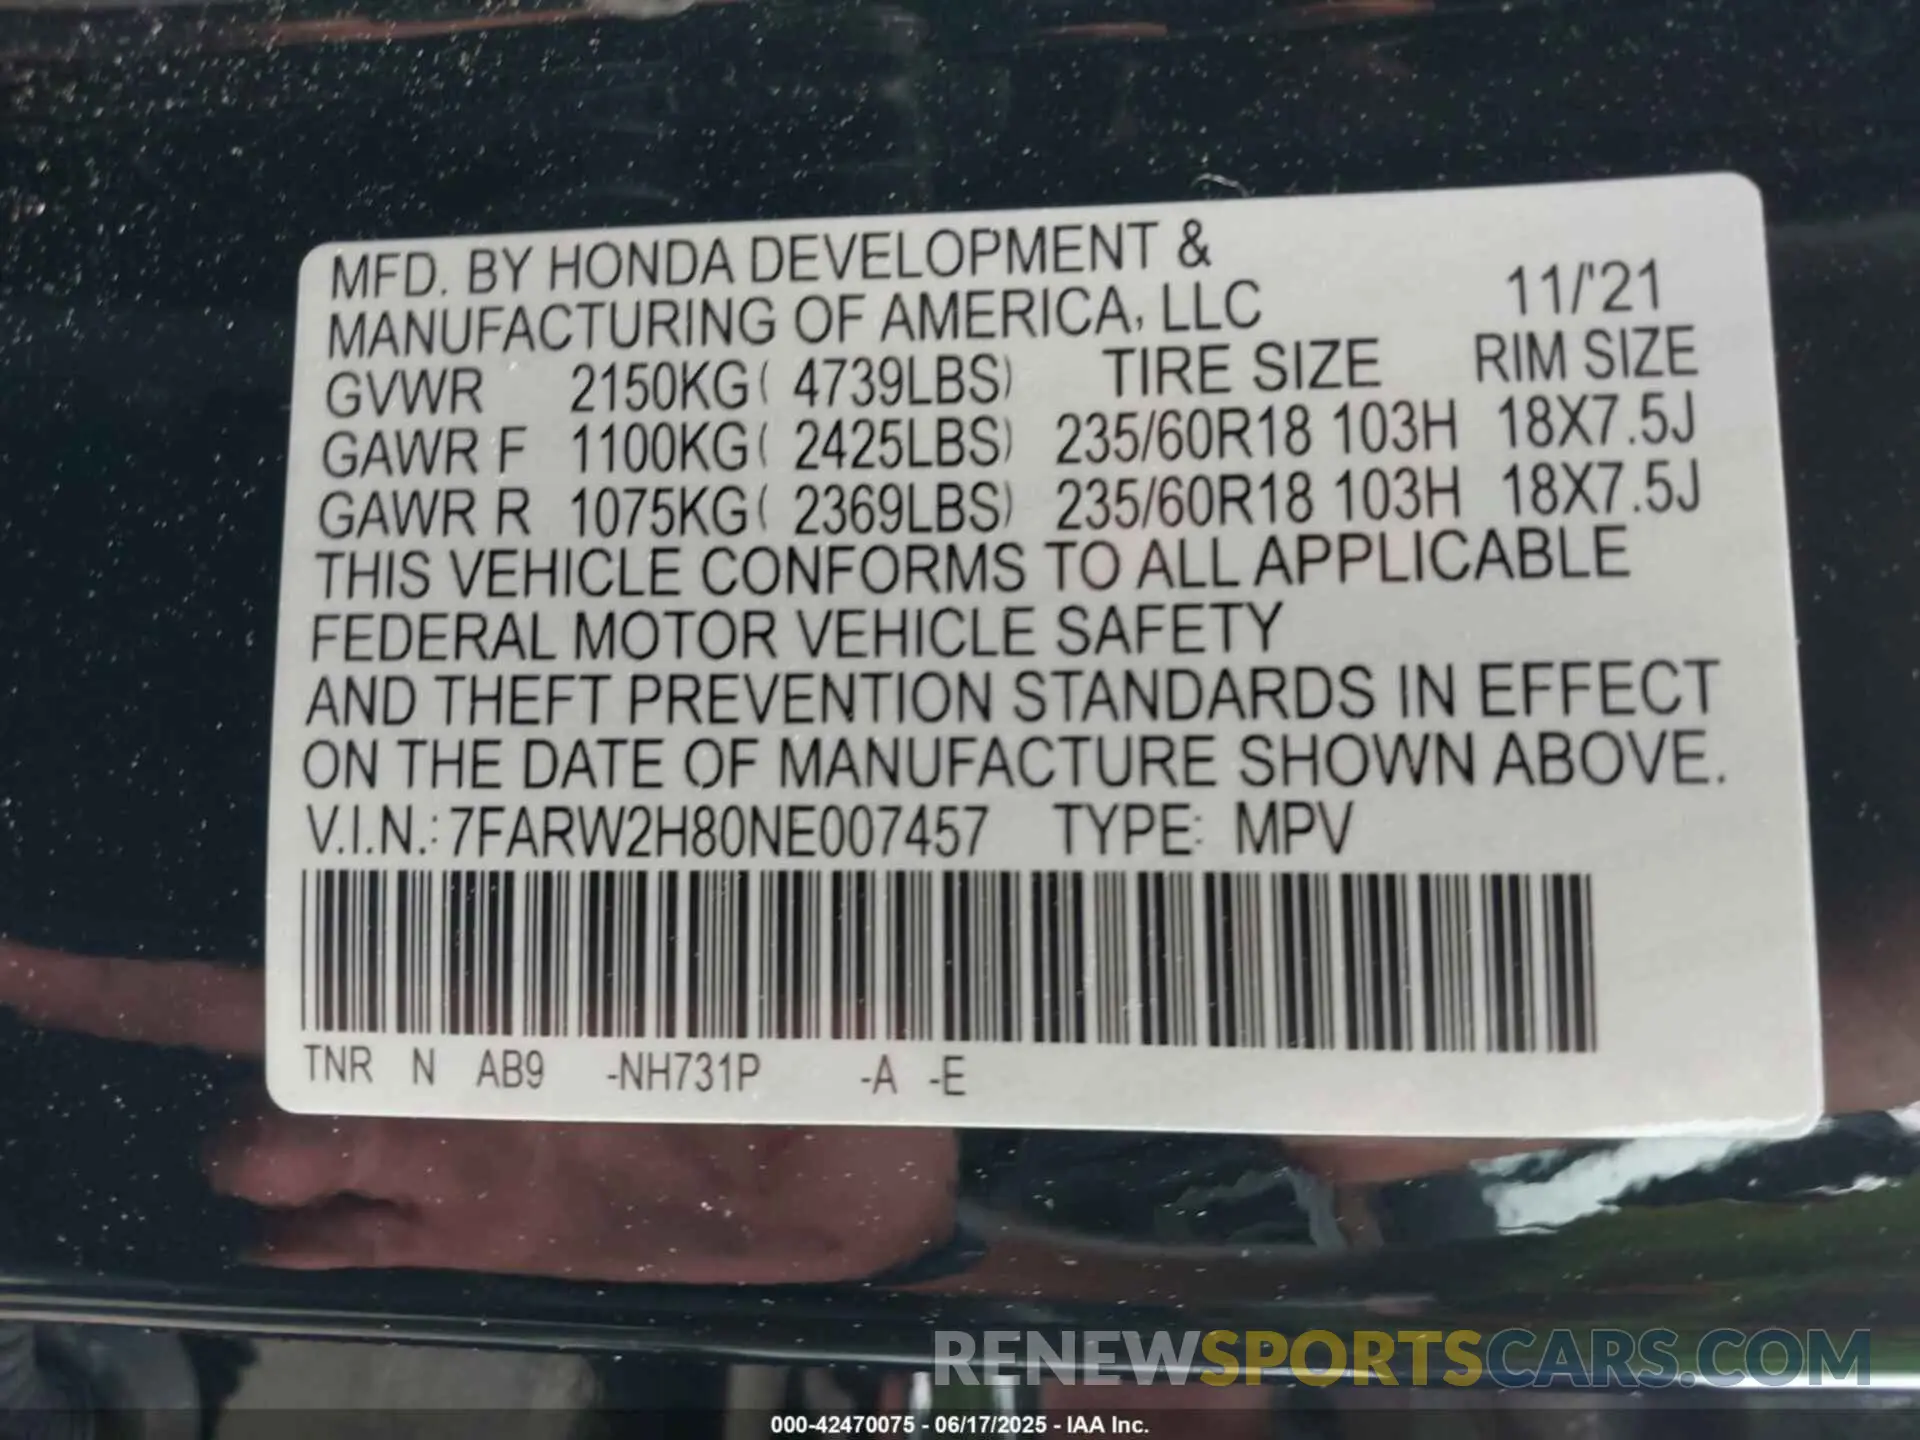 MFD. BY HONDA DEVELOPMENT &
MANUFACTURING OF AMERICA, LLC 11/'21
GVWR 2150KG( 4739LBS) TIRE SIZE RIM SIZE
GAWR F 1100KG( 2425LBS) 235/60R18 103H 18X7.5J
GAWR R 1075KG( 2369LBS) 235/60R18 103H 18X7.5J
THIS VEHICLE CONFORMS TO ALL APPLICABLE
FEDERAL MOTOR VEHICLE SAFETY
AND THEFT PREVENTION STANDARDS IN EFFECT
ON THE DATE OF MANUFACTURE SHOWN ABOVE.
V.I.N.: 7FARW2H80NE007457 TYPE: MPV
TNR N AB9 -NH731P -A -E
RENEWSPORTSCARS.COM
000-42470075 - 06/17/2025 - IAA Inc.